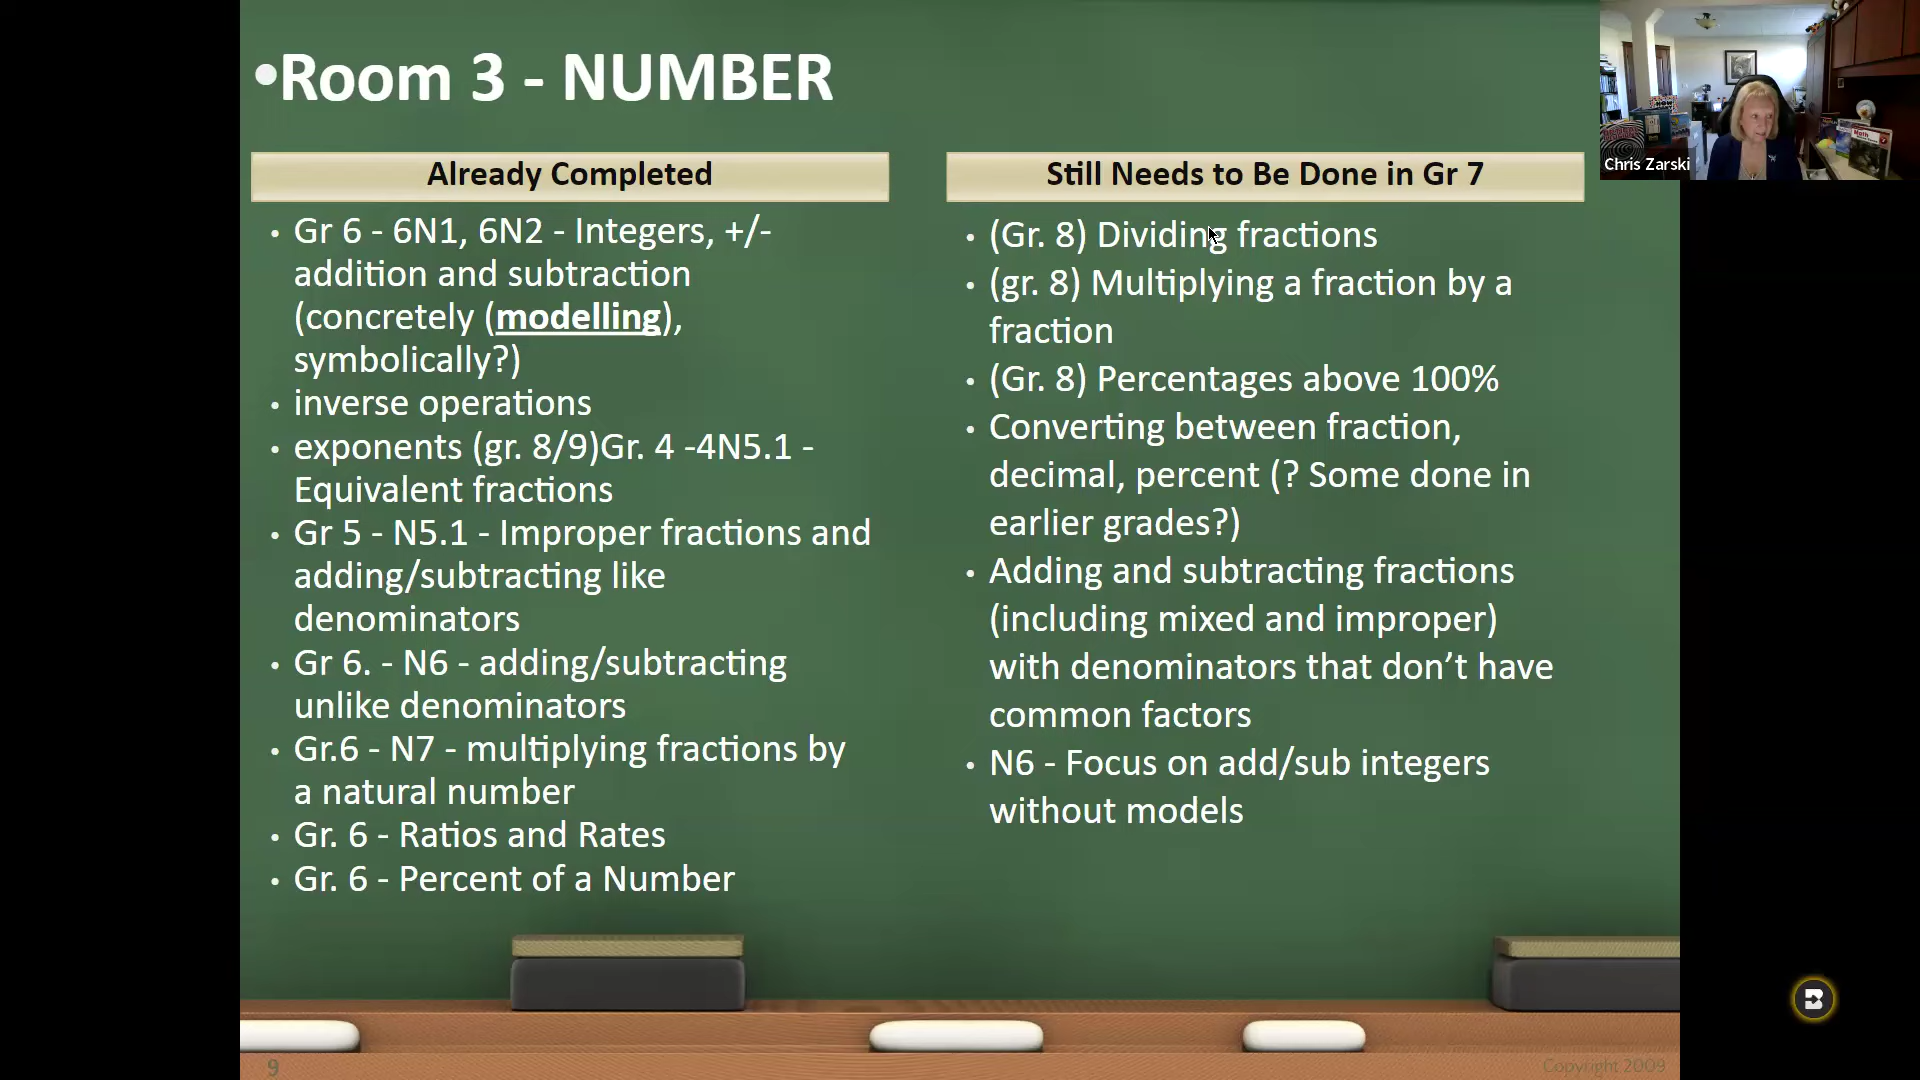 •Room 3 - NUMBER
Already Completed
• Gr 6 - 6N1, 6N2 - Integers, +/-
addition and subtraction
(concretely (modelling),
symbolically?)
• inverse operations
• exponents (gr. 8/9)Gr. 4 -4N5.1 -
Equivalent fractions
• Gr 5 - N5.1 - Improper fractions and
adding/subtracting like
denominators
• Gr 6. - N6 - adding/subtracting
unlike denominators
• Gr.6 - N7 - multiplying fractions by
a natural number
• Gr. 6 - Ratios and Rates
• Gr. 6 - Percent of a Number
Still Needs to Be Done in Gr 7
• (Gr. 8) Dividing fractions
• (gr. 8) Multiplying a fraction by a
fraction
• (Gr. 8) Percentages above 100%
• Converting between fraction,
decimal, percent (? Some done in
earlier grades?)
• Adding and subtracting fractions
(including mixed and improper)
with denominators that don’t have
common factors
• N6 - Focus on add/sub integers
without models
Chris Zarski
9
Copyright 2009